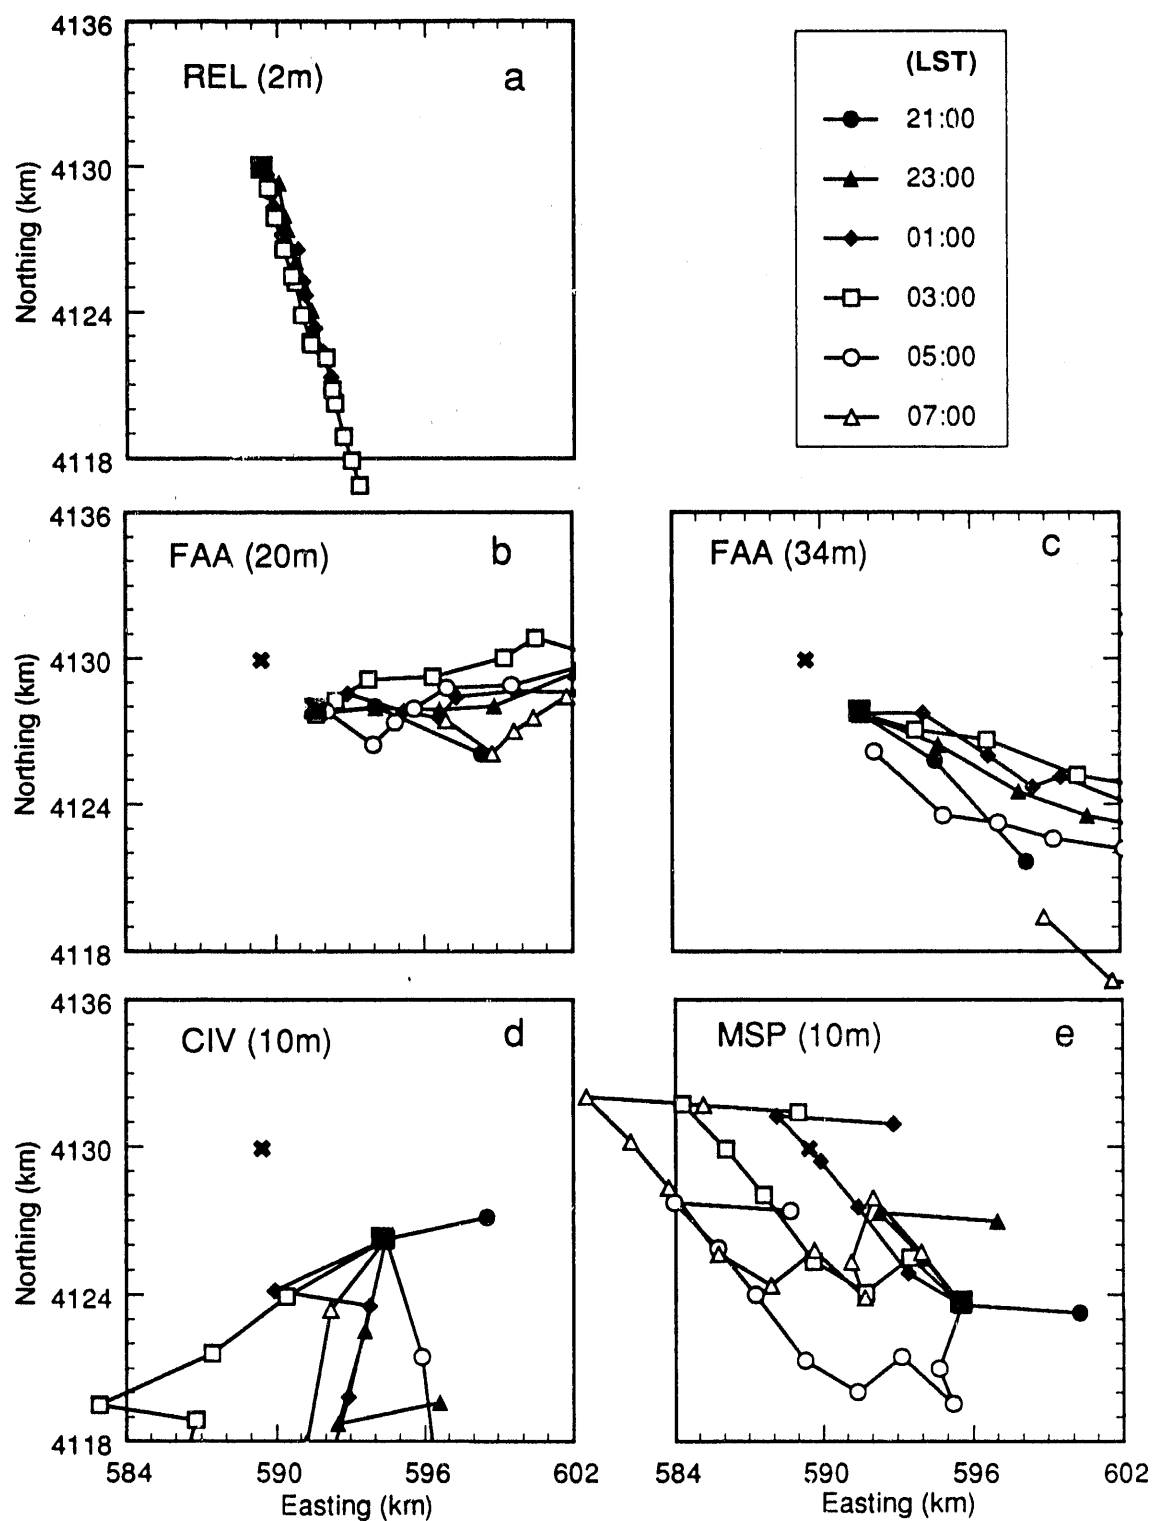 REL (2m) a
4136
4130
4124
4118
Northing (km)
(LST)
21:00
23:00
01:00
03:00
05:00
07:00
FAA (20m) b
4136
4130
4124
4118
Northing (km)
FAA (34m) c
CIV (10m) d
4136
4130
4124
4118
Northing (km)
584 590 596 602
Easting (km)
MSP (10m) e
584 590 596 602
Easting (km)